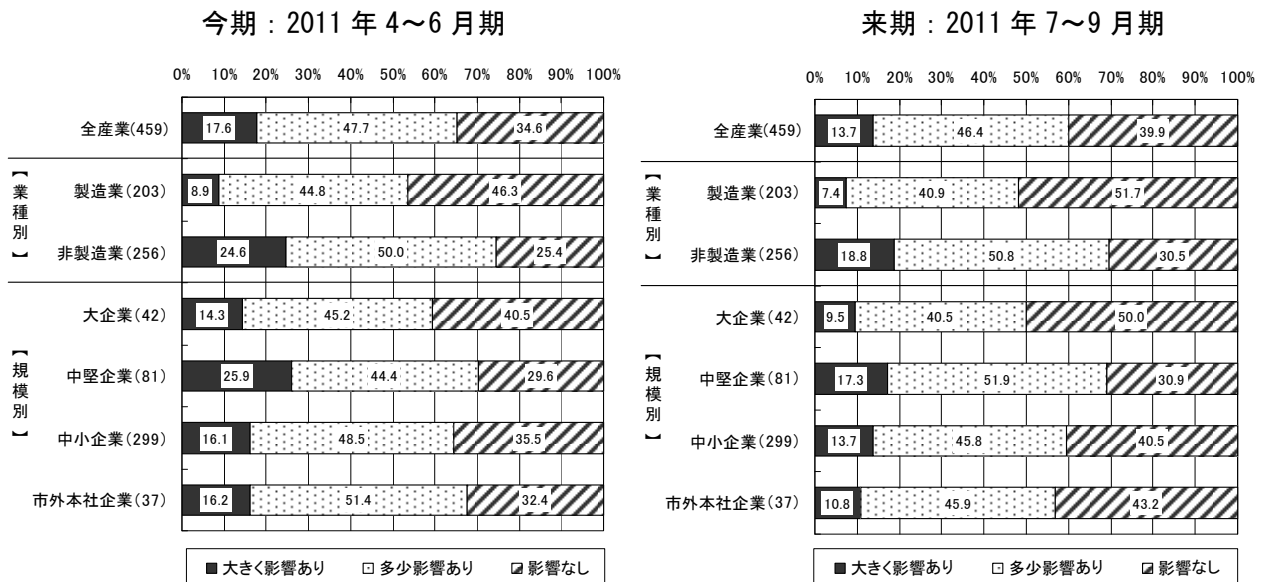 今期：2011 年 4～6 月期
0% 10% 20% 30% 40% 50% 60% 70% 80% 90% 100%
全産業(459) 17.6 47.7 34.6
【業種別】
製造業(203) 8.9 44.8 46.3
非製造業(256) 24.6 50.0 25.4
【規模別】
大企業(42) 14.3 45.2 40.5
中堅企業(81) 25.9 44.4 29.6
中小企業(299) 16.1 48.5 35.5
市外本社企業(37) 16.2 51.4 32.4
大きく影響あり 多少影響あり 影響なし
来期：2011 年 7～9 月期
0% 10% 20% 30% 40% 50% 60% 70% 80% 90% 100%
全産業(459) 13.7 46.4 39.9
【業種別】
製造業(203) 7.4 40.9 51.7
非製造業(256) 18.8 50.8 30.5
【規模別】
大企業(42) 9.5 40.5 50.0
中堅企業(81) 17.3 51.9 30.9
中小企業(299) 13.7 45.8 40.5
市外本社企業(37) 10.8 45.9 43.2
大きく影響あり 多少影響あり 影響なし